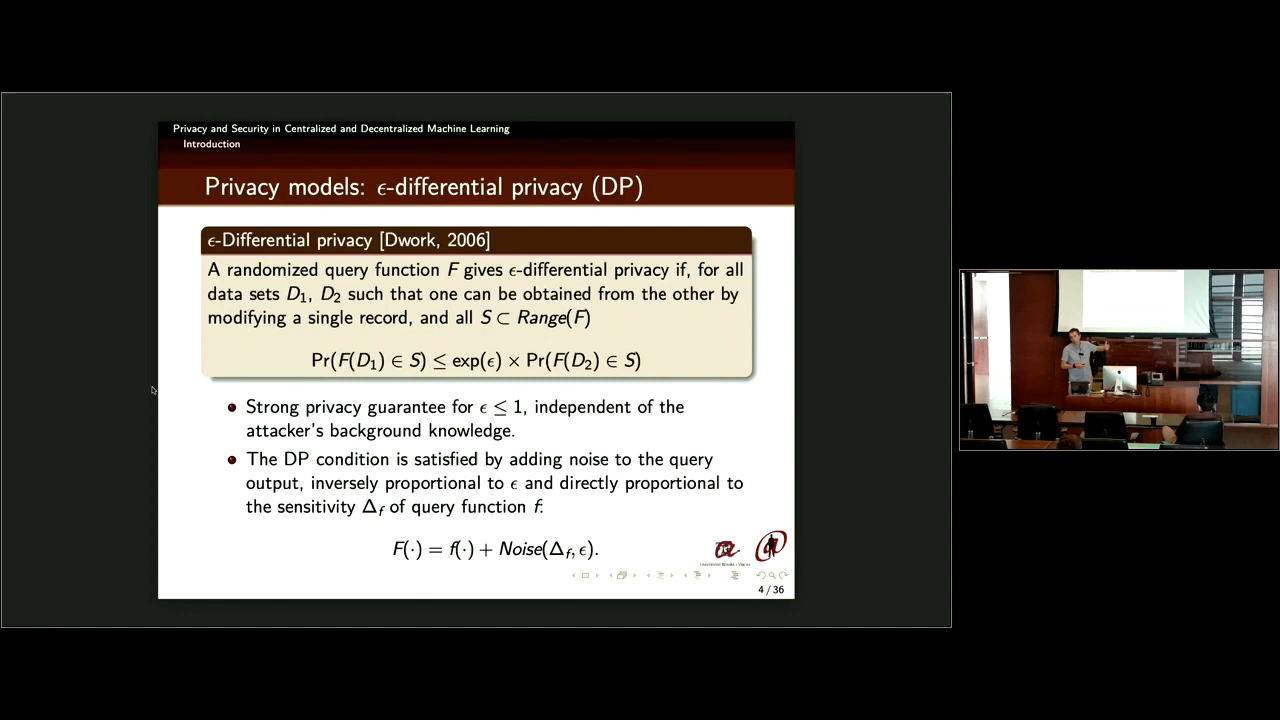 Privacy and Security in Centralized and Decentralized Machine Learning
Introduction
Privacy models: ϵ-differential privacy (DP)
ϵ-Differential privacy [Dwork, 2006]
A randomized query function F gives ϵ-differential privacy if, for all
data sets D₁, D₂ such that one can be obtained from the other by
modifying a single record, and all S ⊂ Range(F)
Pr(F(D₁) ∈ S) ≤ exp(ϵ) × Pr(F(D₂) ∈ S)
Strong privacy guarantee for ϵ ≤ 1, independent of the
attacker's background knowledge.
The DP condition is satisfied by adding noise to the query
output, inversely proportional to ϵ and directly proportional to
the sensitivity Δf of query function f:
F(·) = f(·) + Noise(Δf, ϵ).
4 / 36